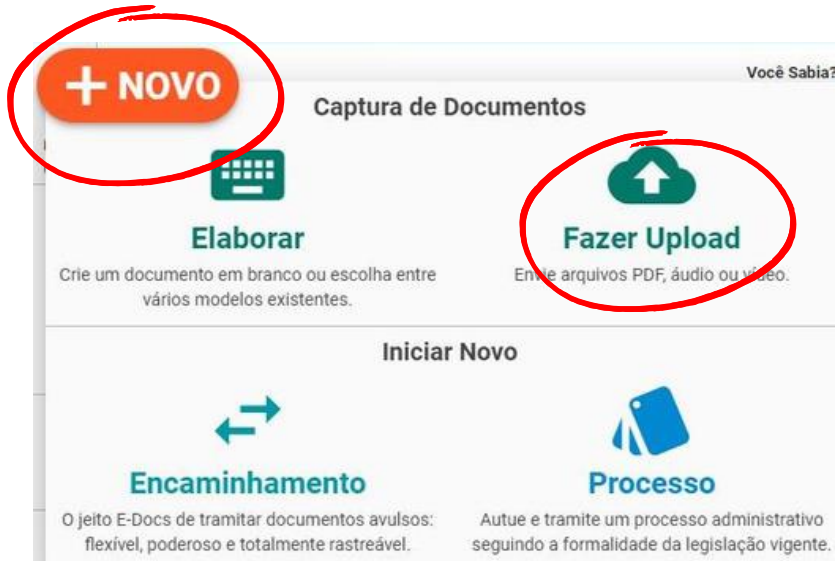 + NOVO
Você Sabia?
Captura de Documentos
Elaborar
Crie um documento em branco ou escolha entre
vários modelos existentes.
Fazer Upload
Envie arquivos PDF, áudio ou vídeo.
Iniciar Novo
Encaminhamento
O jeito E-Docs de tramitar documentos avulsos:
flexível, poderoso e totalmente rastreável.
Processo
Autue e tramite um processo administrativo
seguindo a formalidade da legislação vigente.